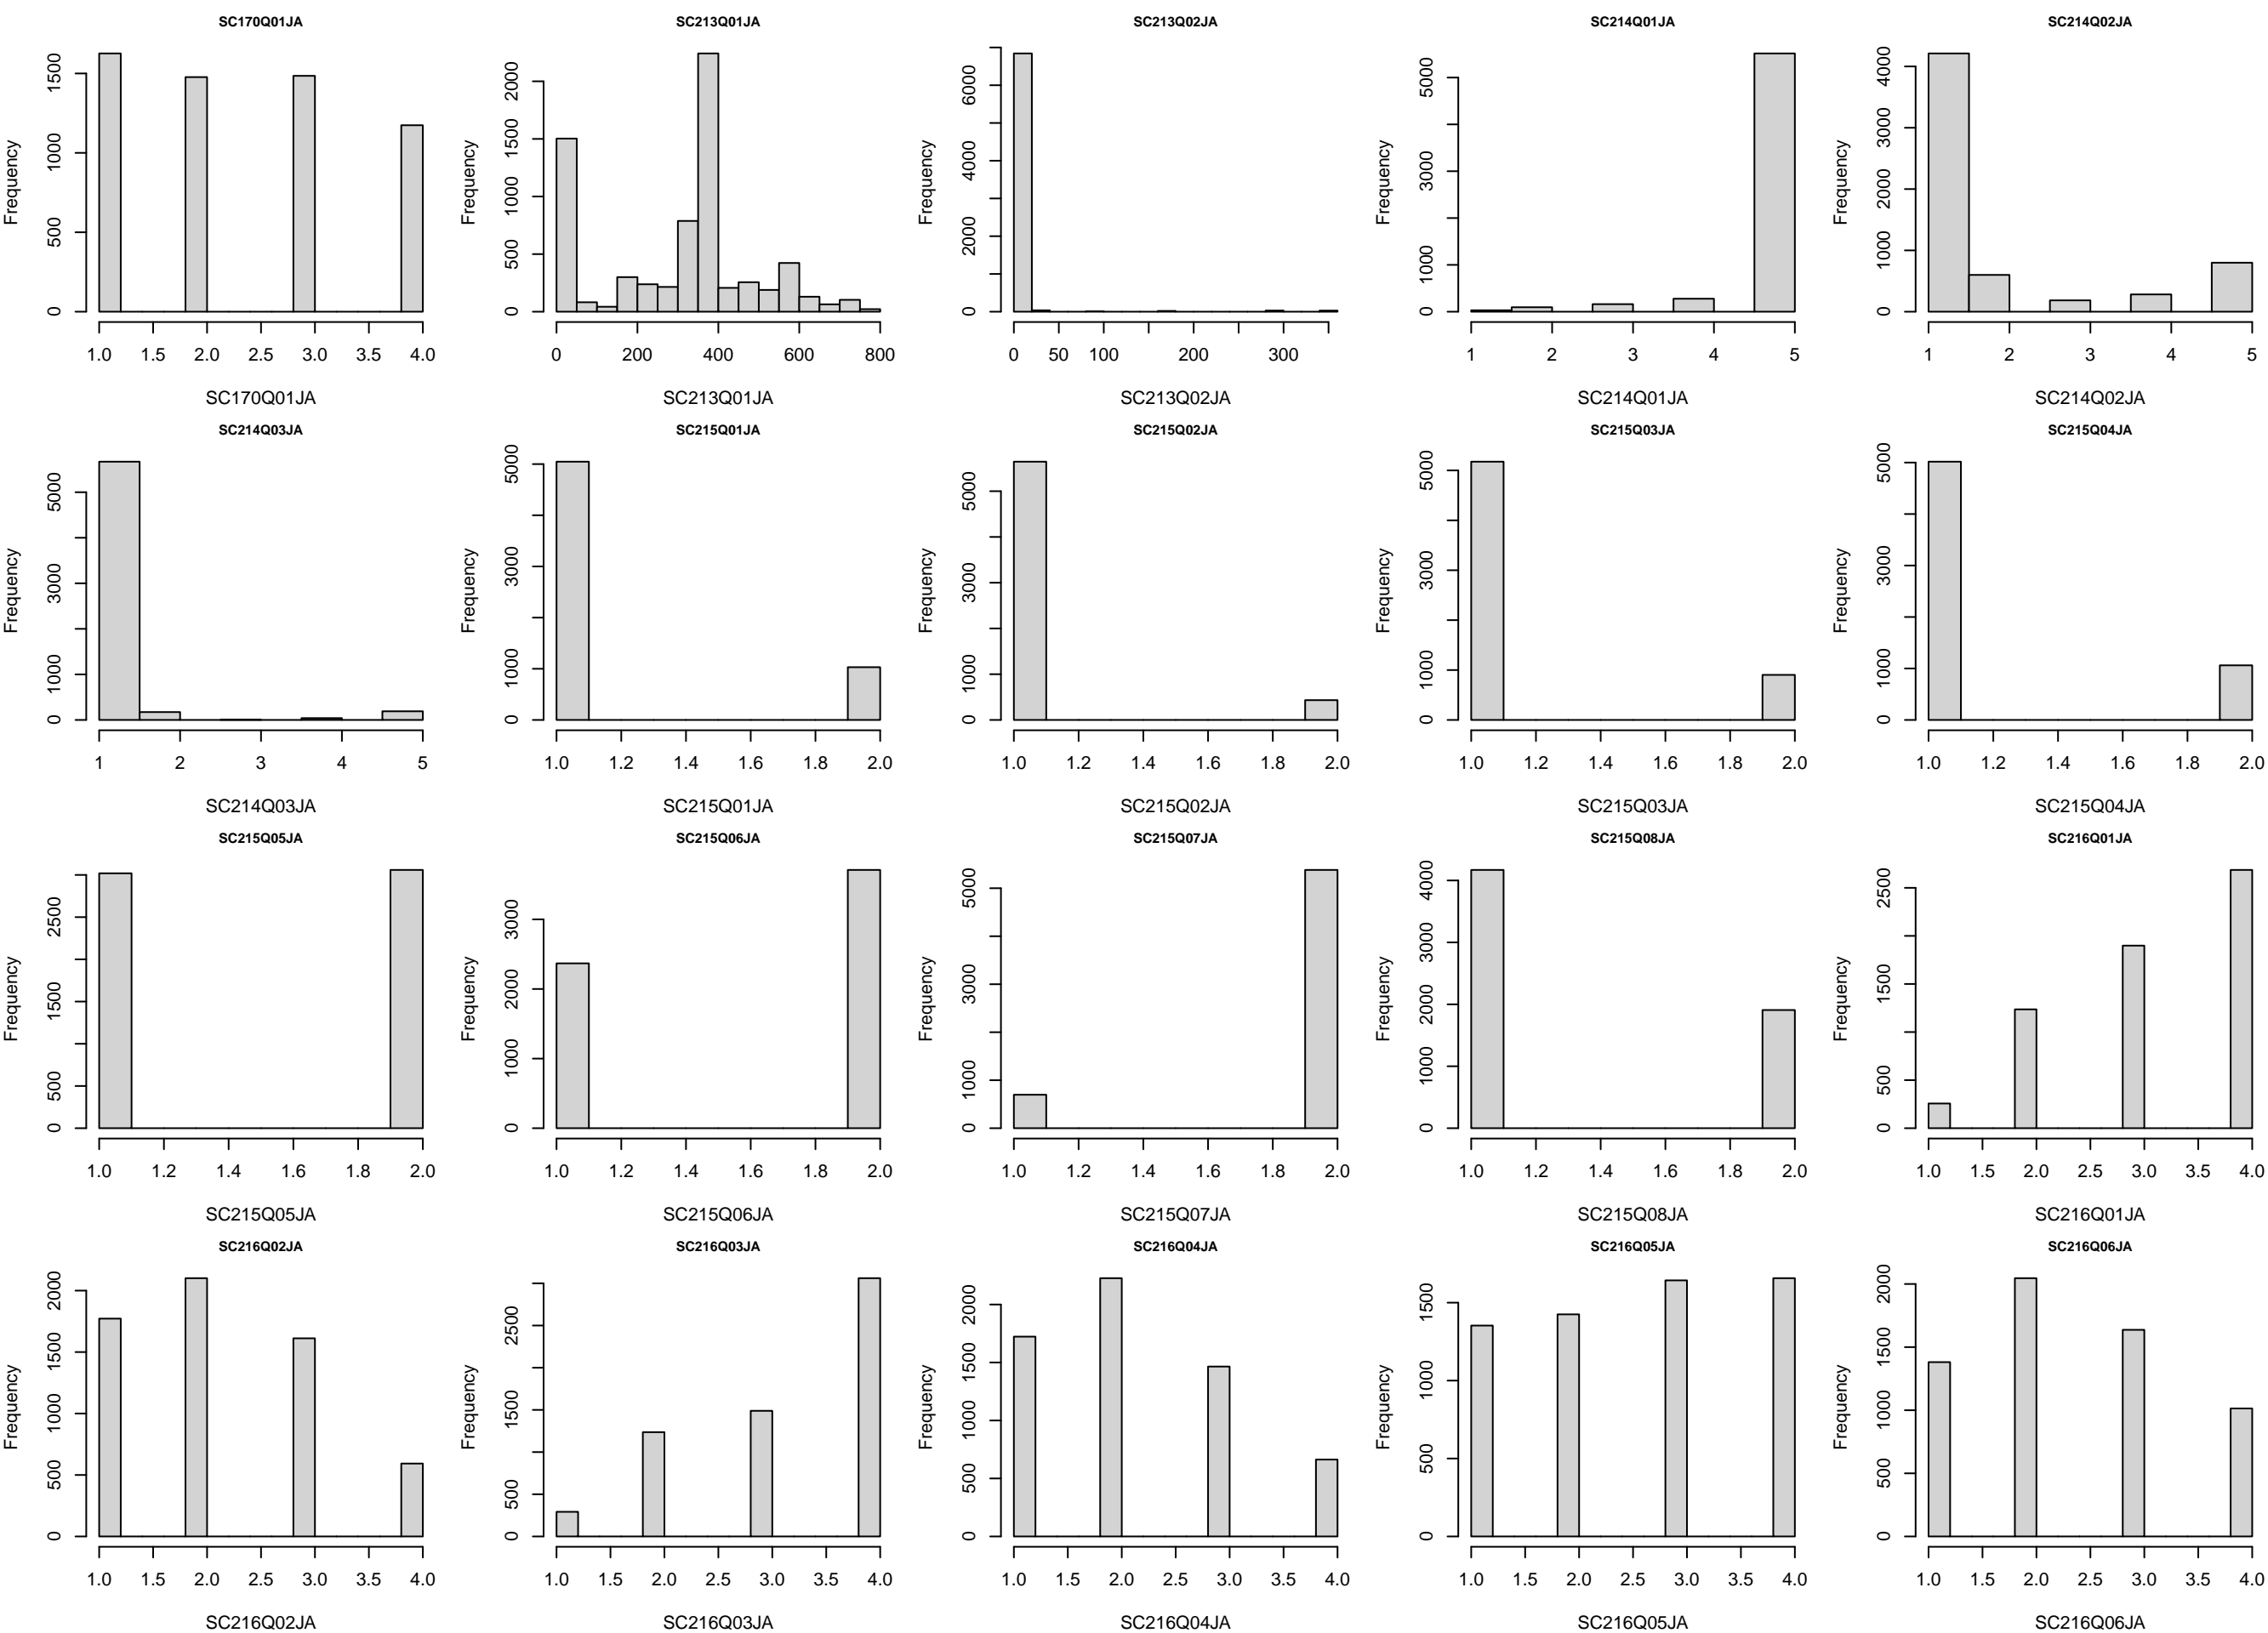 SC170Q01JA
Frequency
0 500 1000 1500
1.0 1.5 2.0 2.5 3.0 3.5 4.0
SC170Q01JA
SC213Q01JA
Frequency
0 500 1000 1500 2000
0 200 400 600 800
SC213Q01JA
SC213Q02JA
Frequency
0 2000 4000 6000
0 50 100 200 300
SC213Q02JA
SC214Q01JA
Frequency
0 1000 3000 5000
1 2 3 4 5
SC214Q01JA
SC214Q02JA
Frequency
0 1000 2000 3000 4000
1 2 3 4 5
SC214Q02JA
SC214Q03JA
Frequency
0 1000 3000 5000
1 2 3 4 5
SC214Q03JA
SC215Q01JA
Frequency
0 1000 3000 5000
1.0 1.2 1.4 1.6 1.8 2.0
SC215Q01JA
SC215Q02JA
Frequency
0 1000 3000 5000
1.0 1.2 1.4 1.6 1.8 2.0
SC215Q02JA
SC215Q03JA
Frequency
0 1000 3000 5000
1.0 1.2 1.4 1.6 1.8 2.0
SC215Q03JA
SC215Q04JA
Frequency
0 1000 3000 5000
1.0 1.2 1.4 1.6 1.8 2.0
SC215Q04JA
SC215Q05JA
Frequency
0 500 1500 2500
1.0 1.2 1.4 1.6 1.8 2.0
SC215Q05JA
SC215Q06JA
Frequency
0 1000 2000 3000
1.0 1.2 1.4 1.6 1.8 2.0
SC215Q06JA
SC215Q07JA
Frequency
0 1000 3000 5000
1.0 1.2 1.4 1.6 1.8 2.0
SC215Q07JA
SC215Q08JA
Frequency
0 1000 2000 3000 4000
1.0 1.2 1.4 1.6 1.8 2.0
SC215Q08JA
SC216Q01JA
Frequency
0 500 1500 2500
1.0 1.5 2.0 2.5 3.0 3.5 4.0
SC216Q01JA
SC216Q02JA
Frequency
0 500 1000 1500 2000
1.0 1.5 2.0 2.5 3.0 3.5 4.0
SC216Q02JA
SC216Q03JA
Frequency
0 500 1500 2500
1.0 1.5 2.0 2.5 3.0 3.5 4.0
SC216Q03JA
SC216Q04JA
Frequency
0 500 1000 1500 2000
1.0 1.5 2.0 2.5 3.0 3.5 4.0
SC216Q04JA
SC216Q05JA
Frequency
0 500 1000 1500
1.0 1.5 2.0 2.5 3.0 3.5 4.0
SC216Q05JA
SC216Q06JA
Frequency
0 500 1000 1500 2000
1.0 1.5 2.0 2.5 3.0 3.5 4.0
SC216Q06JA